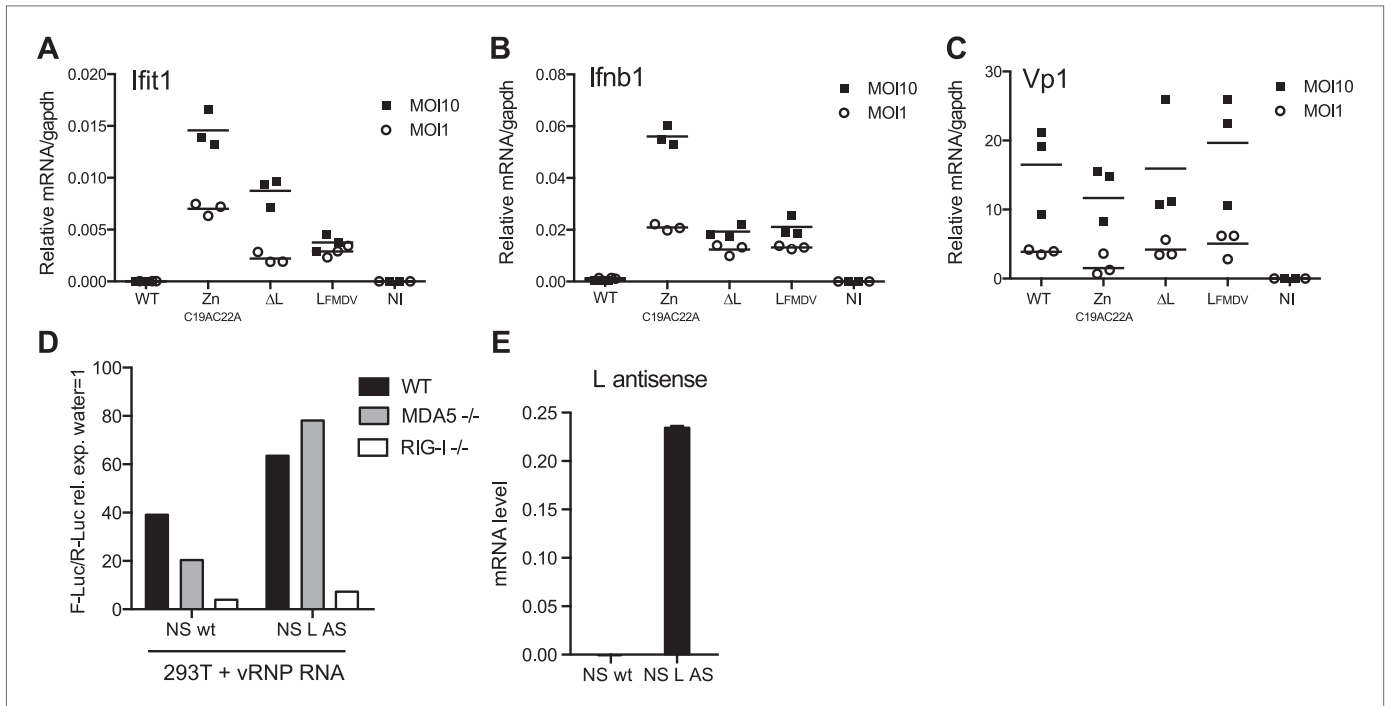 A
Ifit1
Relative mRNA/gapdh
0.020
0.015
0.010
0.005
0.000
MOI10
MOI1
WT
Zn
C19AC22A
ΔL
LFMDV
NI
B
Ifnb1
Relative mRNA/gapdh
0.08
0.06
0.04
0.02
0.00
MOI10
MOI1
WT
Zn
C19AC22A
ΔL
LFMDV
NI
C
Vp1
Relative mRNA/gapdh
30
20
10
0
MOI10
MOI1
WT
Zn
C19AC22A
ΔL
LFMDV
NI
D
F-Luc/R-Luc rel. exp. water=1
100
80
60
40
20
0
WT
MDA5 -/-
RIG-I -/-
NS wt
NS L AS
293T + vRNP RNA
E
L antisense
mRNA level
0.25
0.20
0.15
0.10
0.05
0.00
NS wt
NS L AS